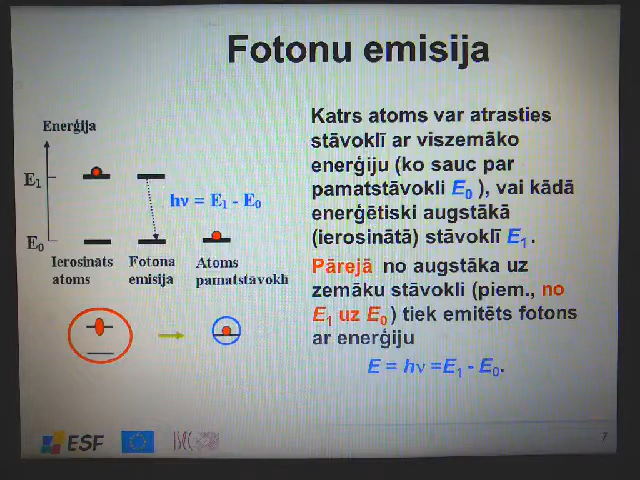 Fotonu emisija
Enerģija
E1
hν = E1 - E0
E0
Ierosināts atoms
Fotona emisija
Atoms pamatstāvoklī
Katrs atoms var atrasties
stāvoklī ar viszemāko
enerģiju (ko sauc par
pamatstāvokli E0 ), vai kādā
enerģētiski augstākā
(ierosinātā) stāvoklī E1 .
Pārejā no augstāka uz
zemāku stāvokli (piem., no
E1 uz E0 ) tiek emitēts fotons
ar enerģiju
E = hν =E1 - E0.
ESF
7